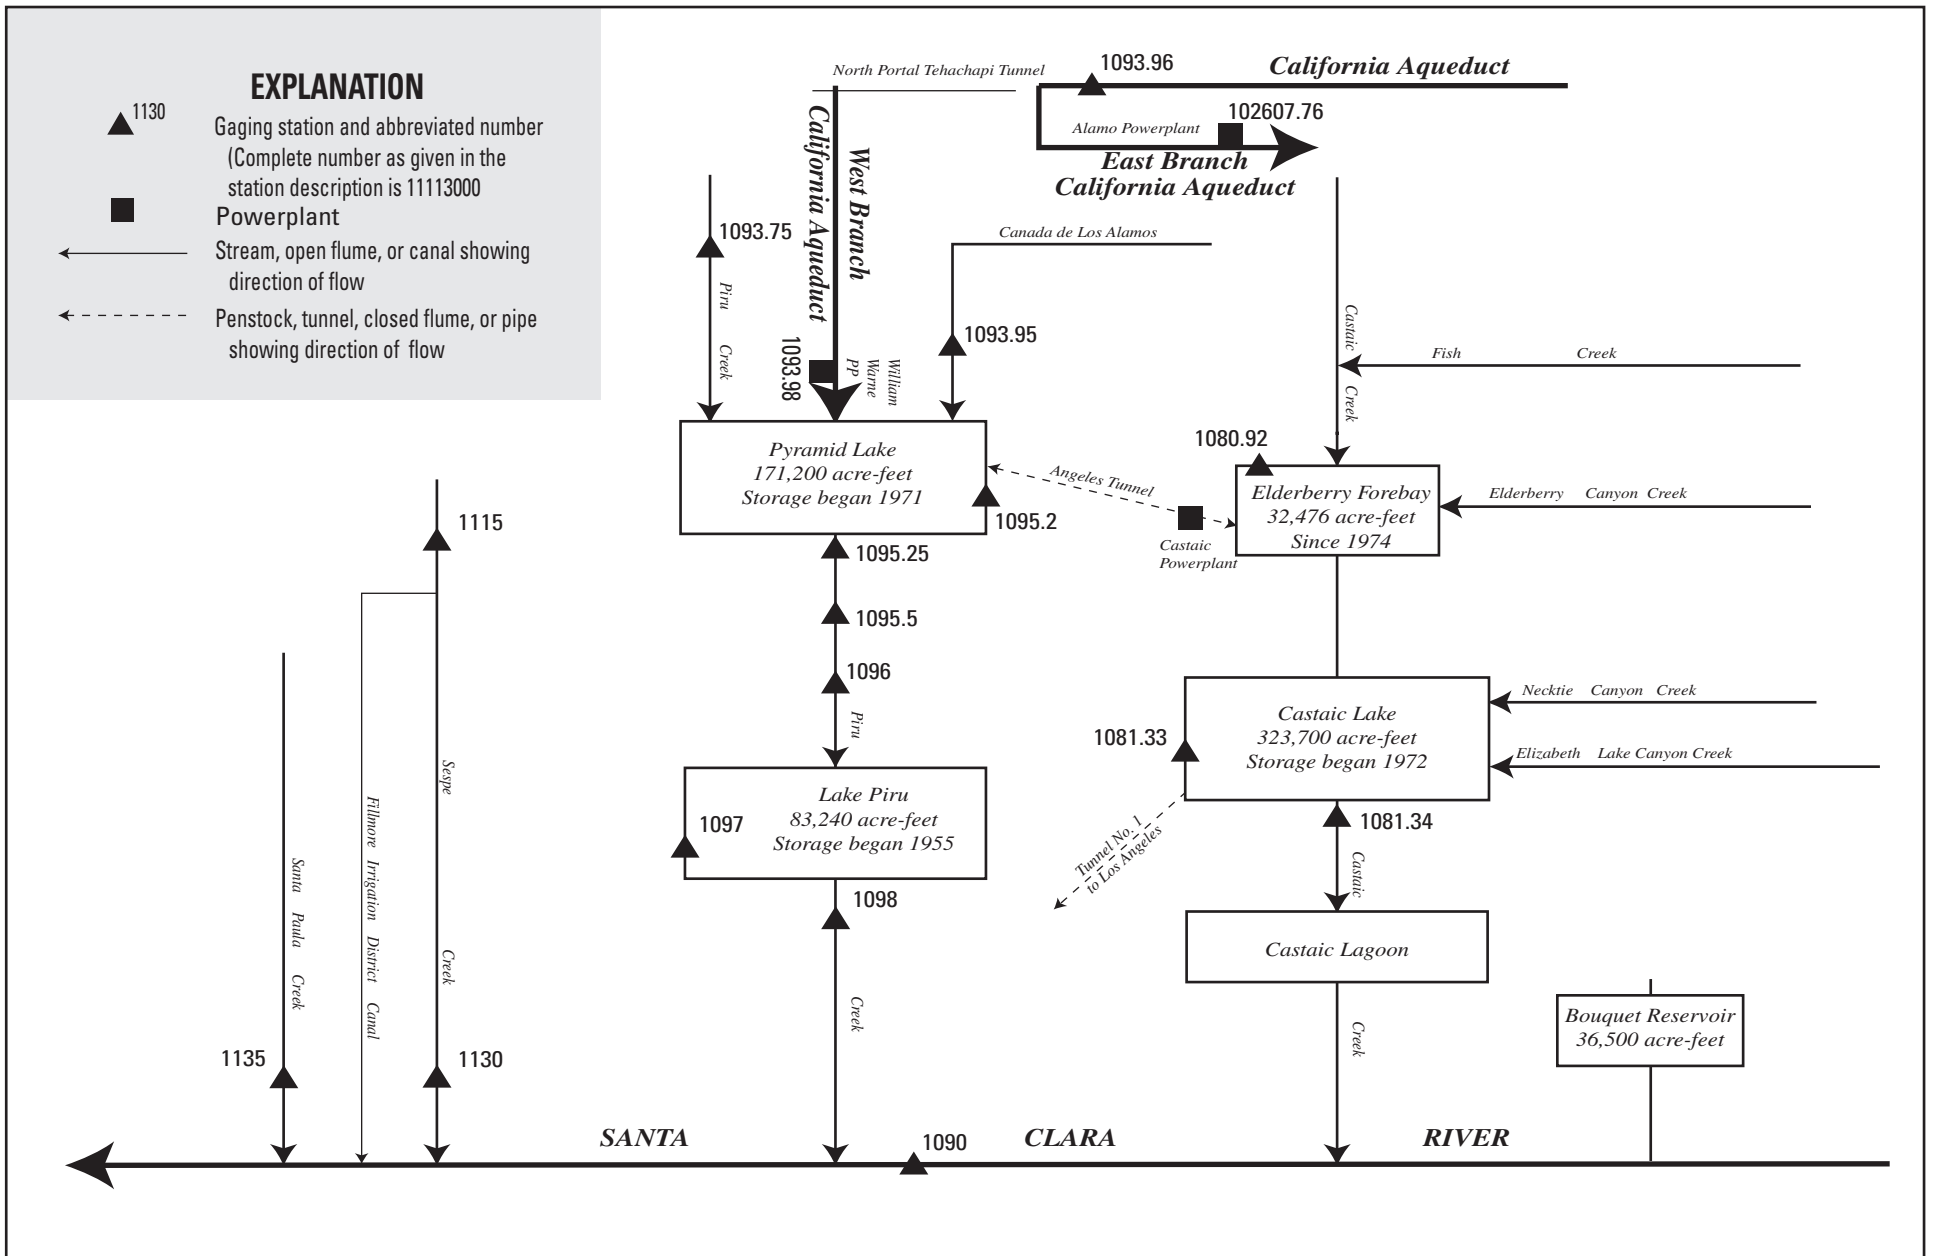 EXPLANATION
1130
Gaging station and abbreviated number
(Complete number as given in the
station description is 11113000
Powerplant
Stream, open flume, or canal showing
direction of flow
Penstock, tunnel, closed flume, or pipe
showing direction of flow
North Portal Tehachapi Tunnel
1093.96
California Aqueduct
102607.76
Alamo Powerplant
East Branch
California Aqueduct
West Branch
California Aqueduct
1093.75
Piru Creek
Canada de Los Alamos
1093.95
1093.98
William
Warne
PP
Castaic Creek
Fish Creek
Pyramid Lake
171,200 acre-feet
Storage began 1971
1095.2
Angeles Tunnel
Castaic
Powerplant
1080.92
Elderberry Forebay
32,476 acre-feet
Since 1974
Elderberry Canyon Creek
1115
1095.25
1095.5
1096
Piru
Castaic Lake
323,700 acre-feet
Storage began 1972
Necktie Canyon Creek
Elizabeth Lake Canyon Creek
1081.33
1081.34
Tunnel No. 1
to Los Angeles
Castaic
Lake Piru
83,240 acre-feet
Storage began 1955
1097
1098
Creek
Sespe Creek
Fillmore Irrigation District Canal
Santa Paula Creek
Castaic Lagoon
Creek
Bouquet Reservoir
36,500 acre-feet
1135
1130
1090
SANTA CLARA RIVER